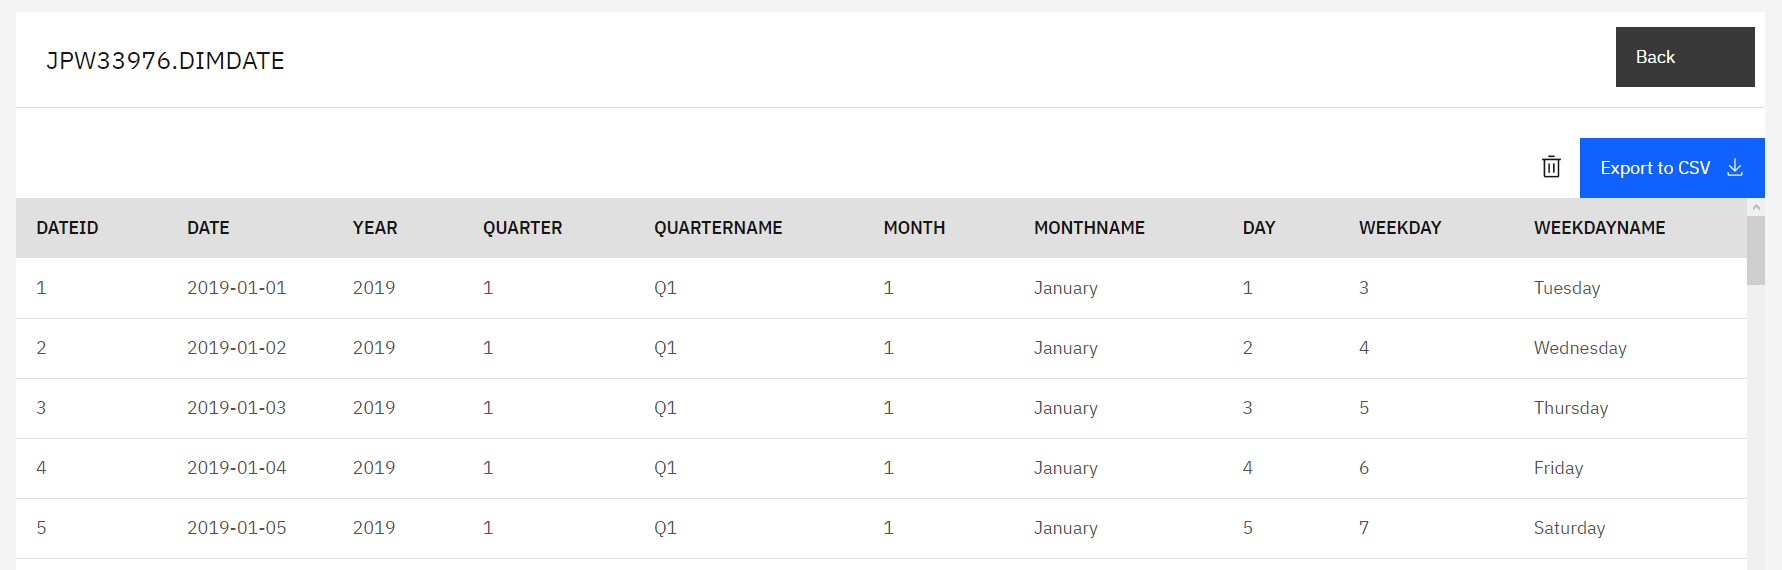 JPW33976.DIMDATE
Back
Export to CSV
DATEID DATE YEAR QUARTER QUARTERNAME MONTH MONTHNAME DAY WEEKDAY WEEKDAYNAME
1 2019-01-01 2019 1 Q1 1 January 1 3 Tuesday
2 2019-01-02 2019 1 Q1 1 January 2 4 Wednesday
3 2019-01-03 2019 1 Q1 1 January 3 5 Thursday
4 2019-01-04 2019 1 Q1 1 January 4 6 Friday
5 2019-01-05 2019 1 Q1 1 January 5 7 Saturday